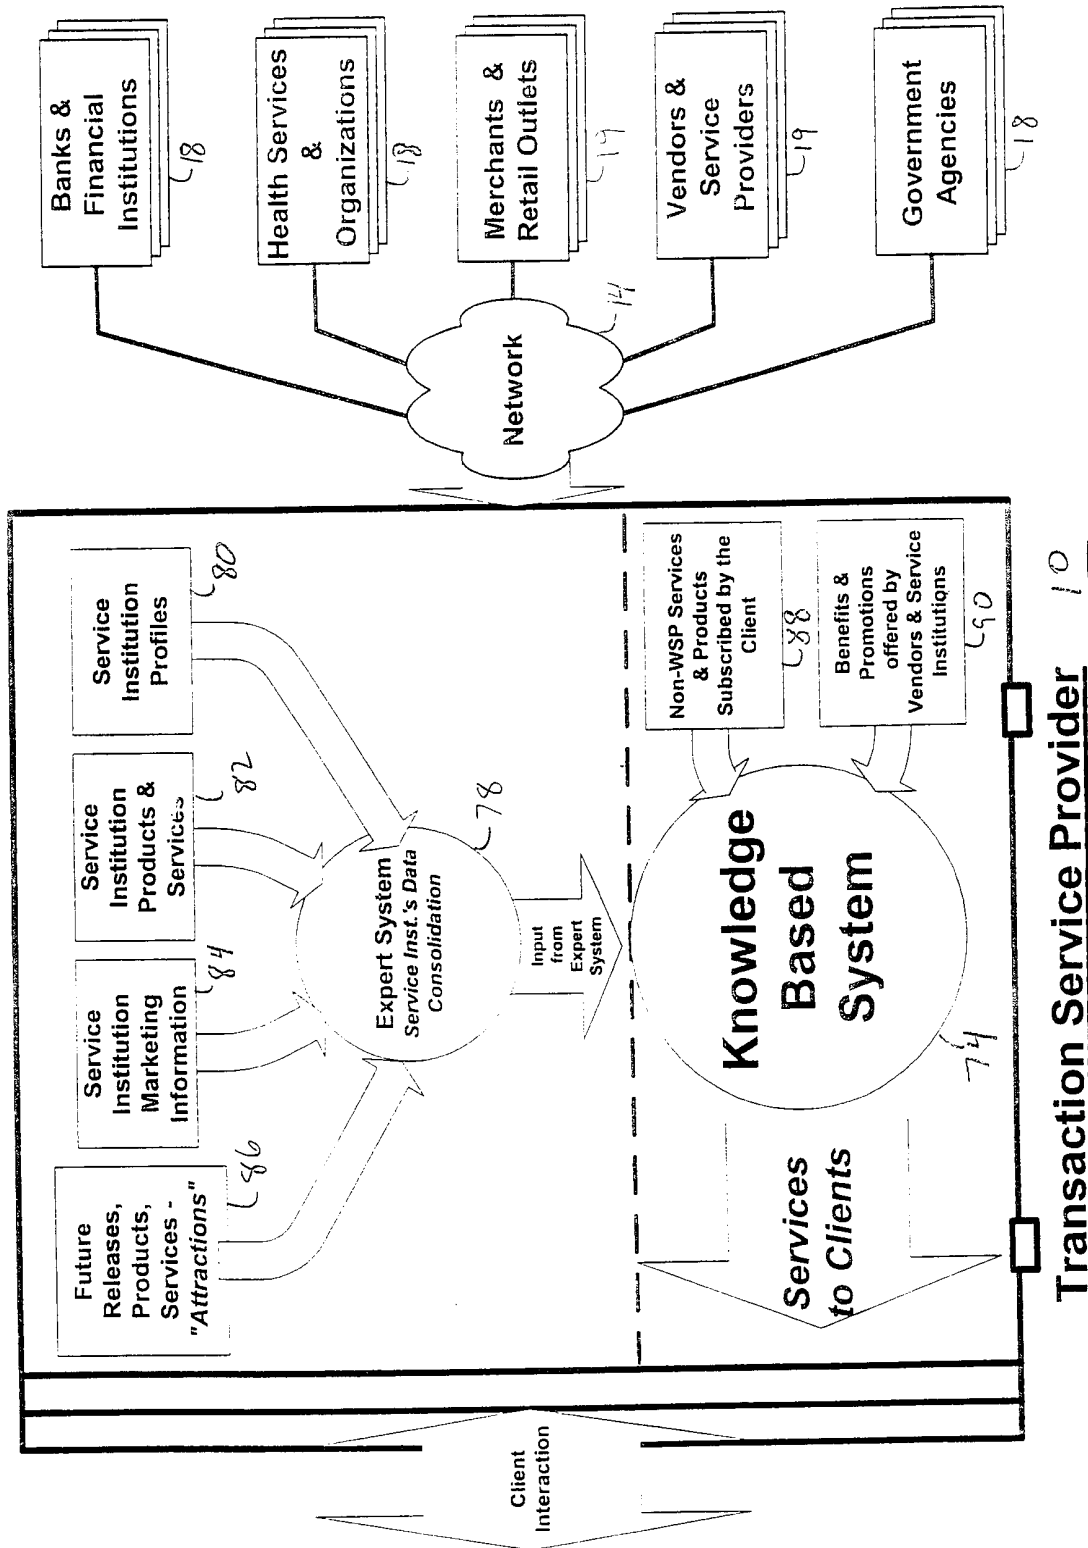 Future
Releases,
Products,
Services -
"Attractions"
86
Service
Institution
Marketing
Information
84
Service
Institution
Products &
Services
82
Service
Institution
Profiles
80
Banks &
Financial
Institutions
18
Health Services
&
Organizations
18
Merchants &
Retail Outlets
19
Vendors &
Service
Providers
19
Government
Agencies
18
Network
14
Expert System
Service Inst.'s Data
Consolidation
78
Input
from
Expert
System
Client
Interaction
Services
to Clients
Knowledge
Based
System
74
Non-WSP Services
& Products
Subscribed by the
Client
88
Benefits &
Promotions
offered by
Vendors & Service
Institutions
90
Transaction Service Provider 10